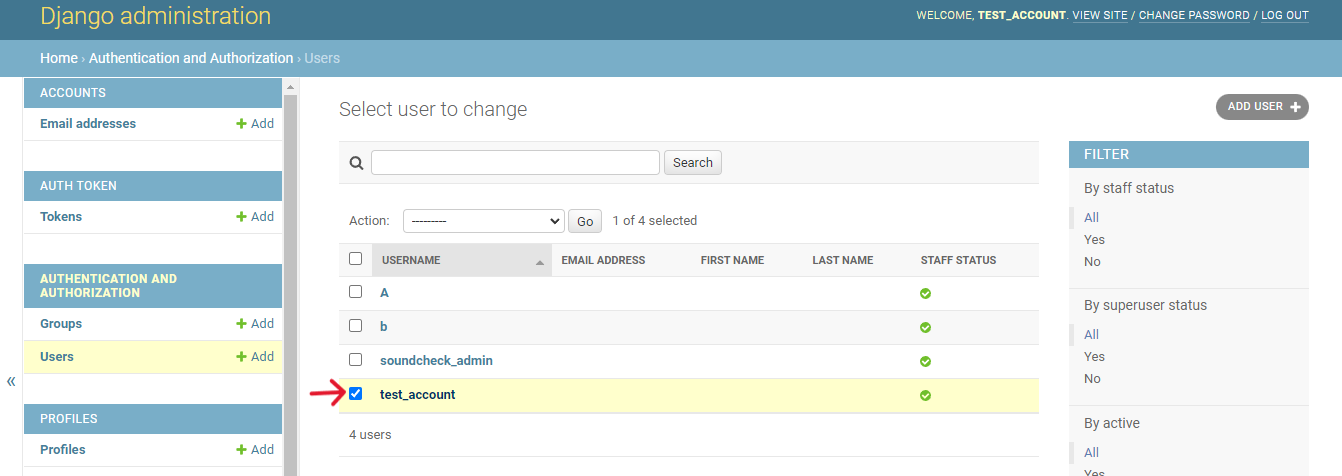 Django administration
WELCOME, TEST_ACCOUNT. VIEW SITE / CHANGE PASSWORD / LOG OUT
Home › Authentication and Authorization › Users
ACCOUNTS
Email addresses + Add
AUTH TOKEN
Tokens + Add
AUTHENTICATION AND
AUTHORIZATION
Groups + Add
Users + Add
PROFILES
Profiles + Add
«
Select user to change
ADD USER +
Search
Action: --------- Go 1 of 4 selected
USERNAME EMAIL ADDRESS FIRST NAME LAST NAME STAFF STATUS
A
b
soundcheck_admin
test_account
4 users
FILTER
By staff status
All
Yes
No
By superuser status
All
Yes
No
By active
All
Yes